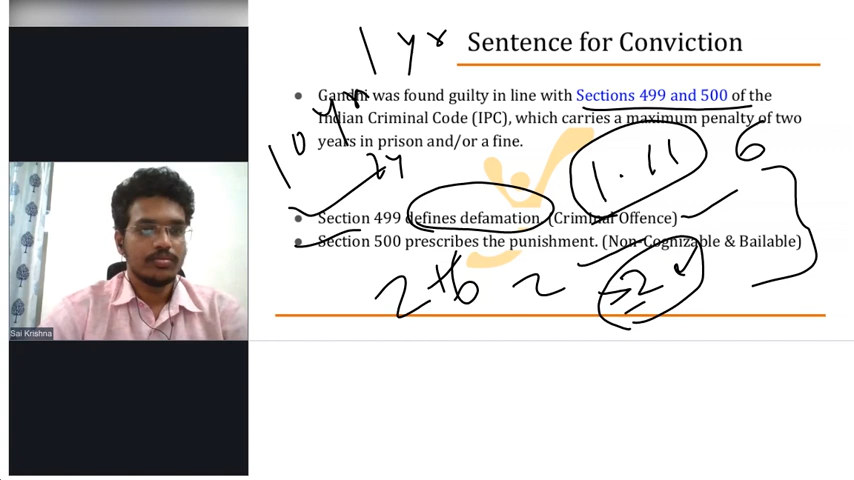 1 yr
Sentence for Conviction
● Gandhi was found guilty in line with Sections 499 and 500 of the
Indian Criminal Code (IPC), which carries a maximum penalty of two
years in prison and/or a fine.
10 yr
1.11
6
● Section 499 defines defamation. (Criminal Offence)
● Section 500 prescribes the punishment. (Non-Cognizable & Bailable)
2+6
Sai Krishna